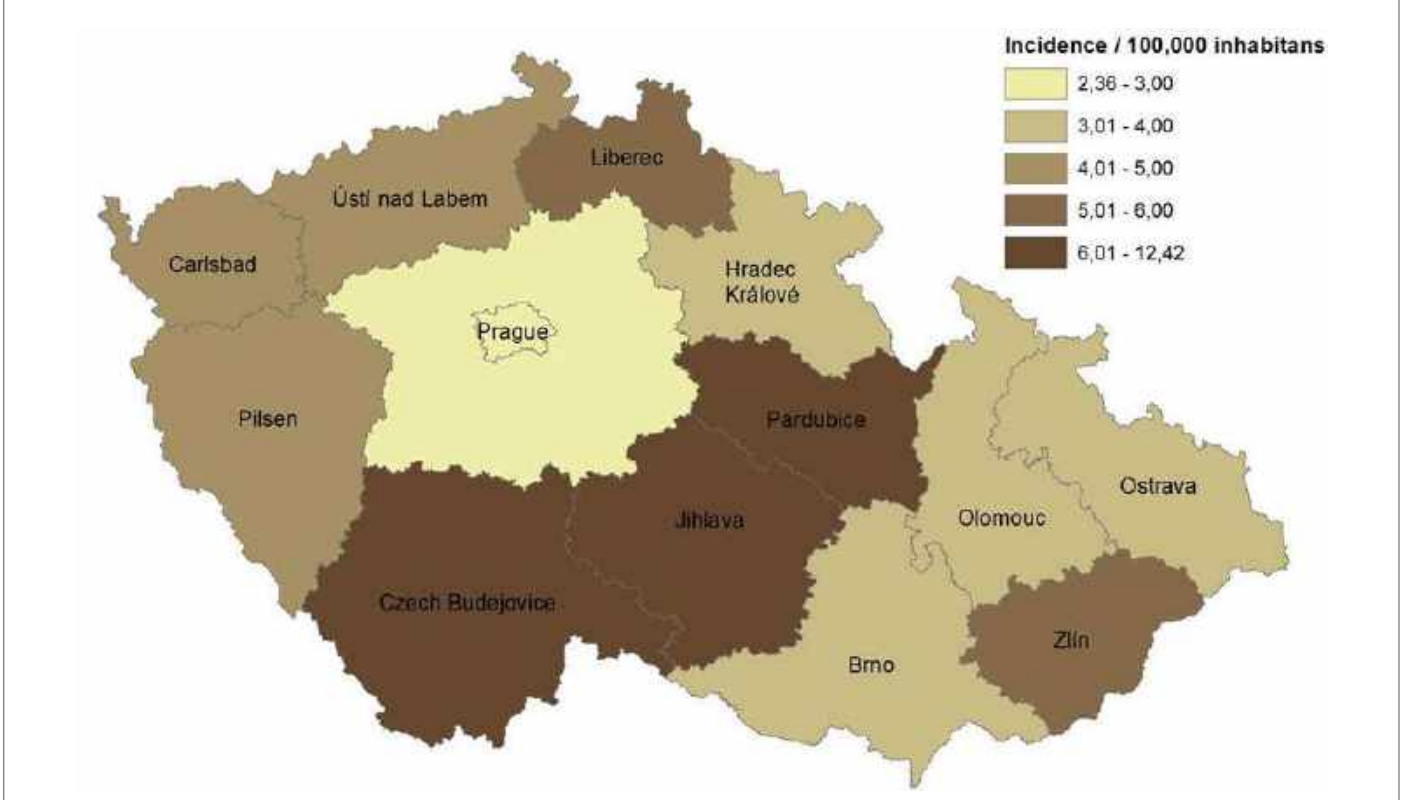 Incidence / 100,000 inhabitans
2,36 - 3,00
3,01 - 4,00
4,01 - 5,00
5,01 - 6,00
6,01 - 12,42
Liberec
Ústí nad Labem
Carlsbad
Hradec
Králové
Prague
Pilsen
Pardubice
Ostrava
Olomouc
Jihlava
Czech Budejovice
Zlín
Brno